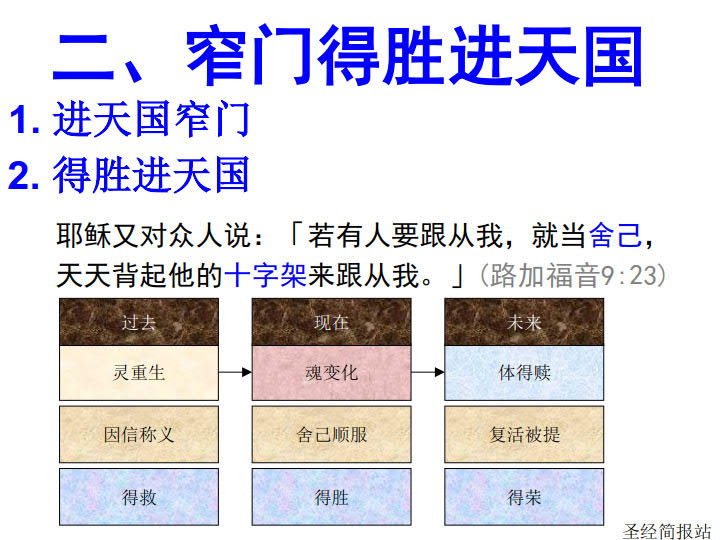 二、窄门得胜进天国
1. 进天国窄门
2. 得胜进天国
耶稣又对众人说：「若有人要跟从我，就当舍己，
天天背起他的十字架来跟从我。」(路加福音9:23)
过去 现在 未来
灵重生 魂变化 体得赎
因信称义 舍己顺服 复活被提
得救 得胜 得荣
圣经简报站